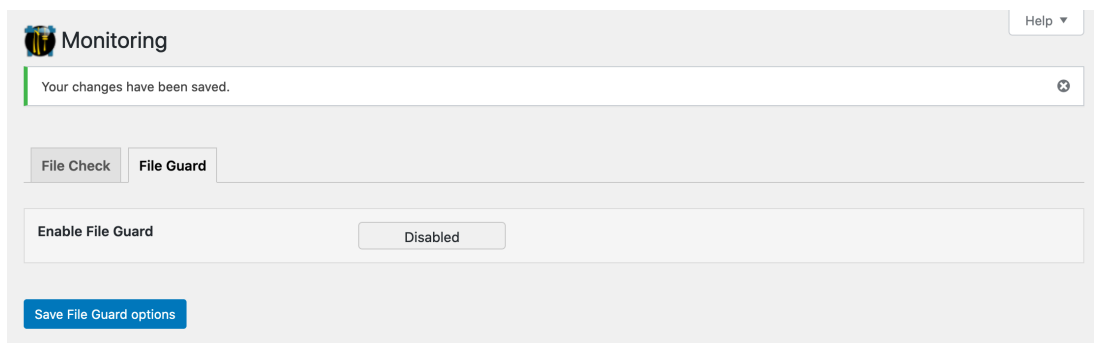 Help ▼
Monitoring
Your changes have been saved.
File Check
File Guard
Enable File Guard
Disabled
Save File Guard options